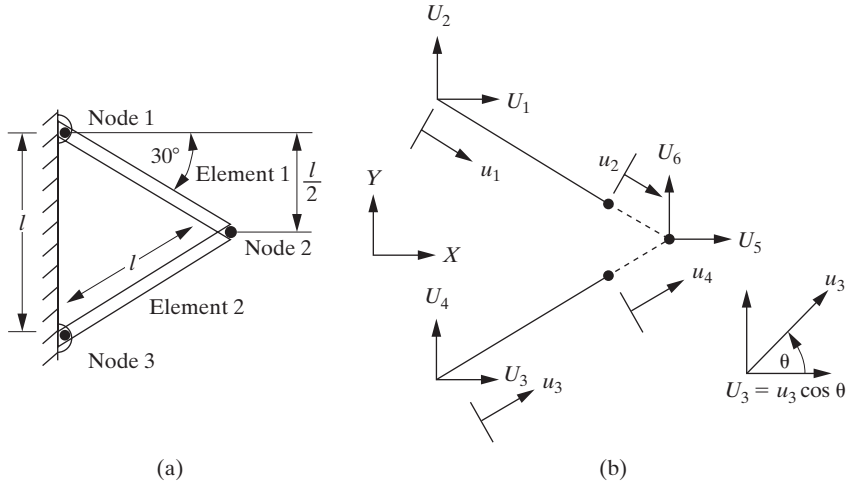 Node 1
30°
Element 1
l/2
l
Node 2
l
Element 2
Node 3
(a)
U2
U1
u1
u2
U6
Y
X
U5
U4
u4
U3
u3
u3
θ
U3 = u3 cos θ
(b)